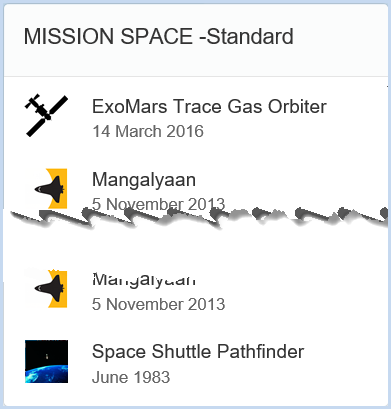 MISSION SPACE -Standard
ExoMars Trace Gas Orbiter
14 March 2016
Mangalyaan
5 November 2013
Mangalyaan
5 November 2013
Space Shuttle Pathfinder
June 1983